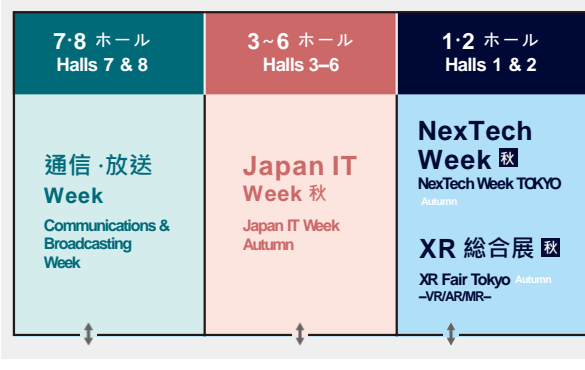 7·8 ホール
Halls 7 & 8
通信·放送
Week
Communications &
Broadcasting
Week
3~6 ホール
Halls 3–6
Japan IT
Week 秋
Japan IT Week
Autumn
1·2 ホール
Halls 1 & 2
NexTech
Week 秋
NexTech Week TOKYO
Autumn
XR 総合展 秋
XR Fair Tokyo Autumn
–VR/AR/MR–